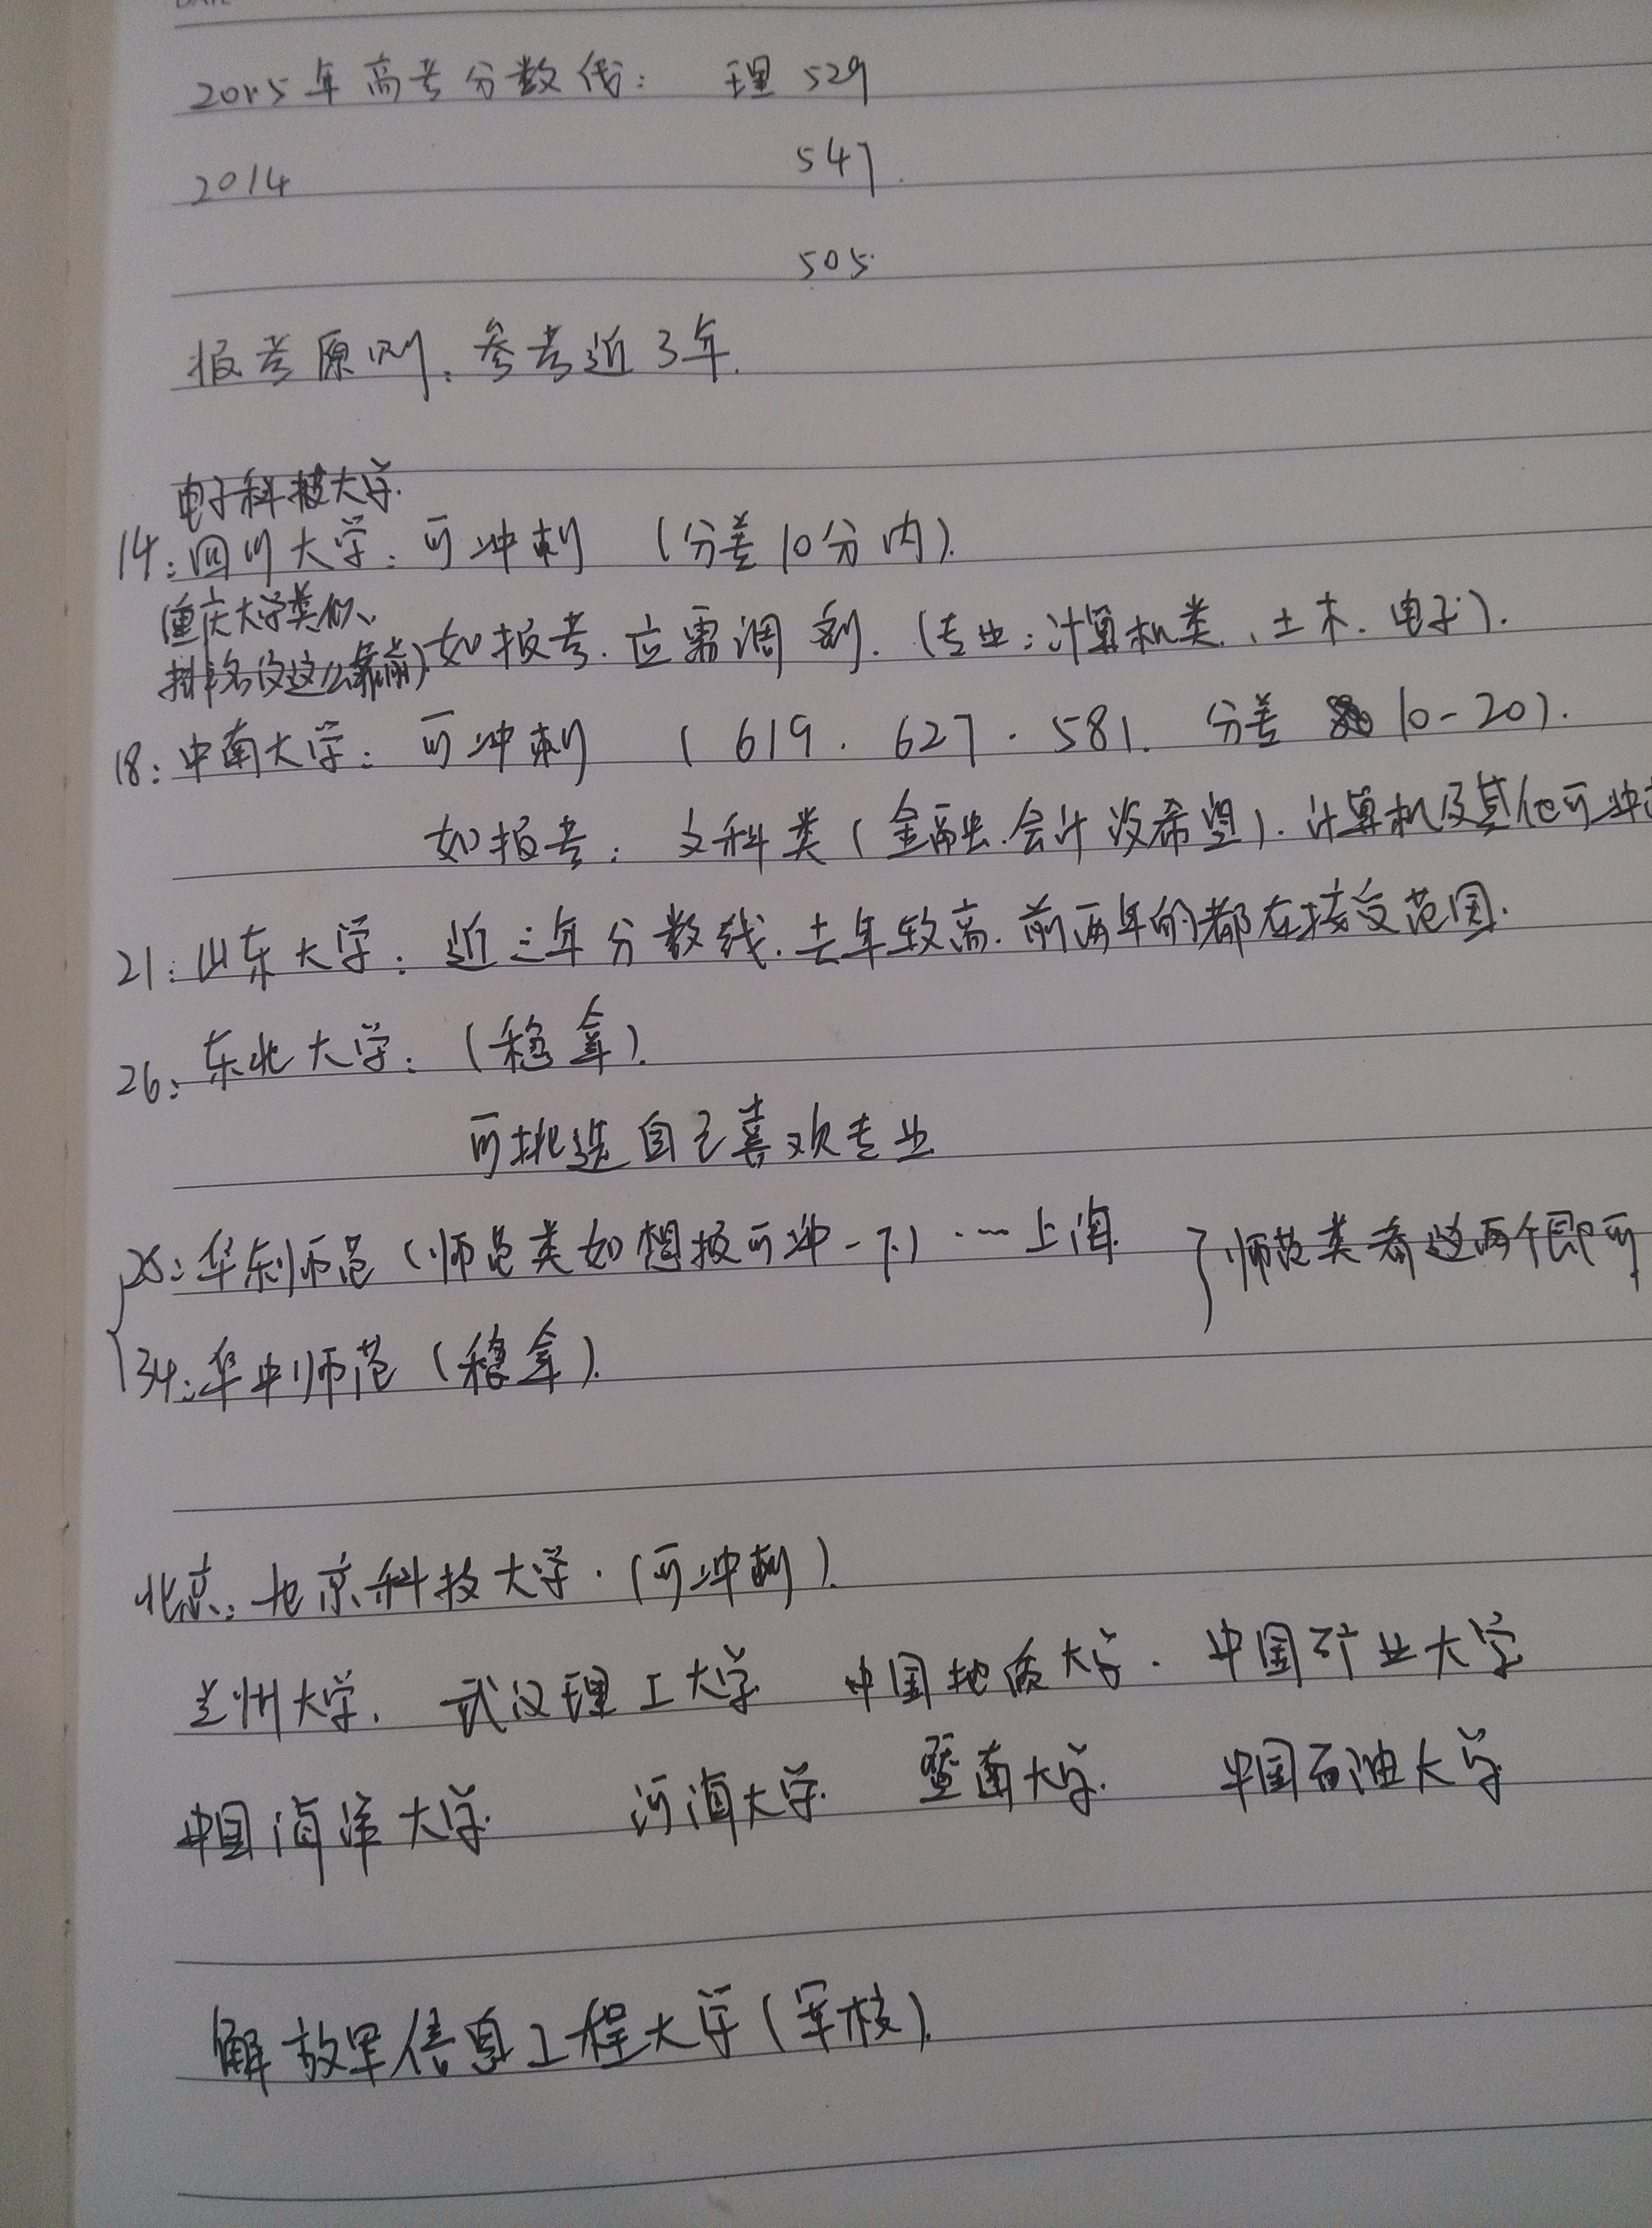 2015年高考分数线： 理 529
2014 547.
505.
报考原则：参考近3年.
电子科技大学.
14：四川大学：可冲刺 （分差10分内）.
重庆大学类似、
排名没这么靠前）
如报考.应需调剂.（专业：计算机类、土木.电子）.
18：中南大学：可冲刺 （619. 627. 581. 分差 10-20）.
如报考：文科类（金融.会计没希望）.计算机及其他可冲
21：山东大学：近三年分数线.去年较高.前两年的都在接受范围.
26：东北大学：（稳拿）.
可挑选自己喜欢专业
25：华东师范（师范类如想报可冲一下）…上海. 师范类看这两个即可
34：华中师范（稳拿）.
北京：北京科技大学.（可冲刺）.
兰州大学. 武汉理工大学 中国地质大学. 中国矿业大学
中国海洋大学. 河海大学. 暨南大学. 中国石油大学
解放军信息工程大学（军校）.